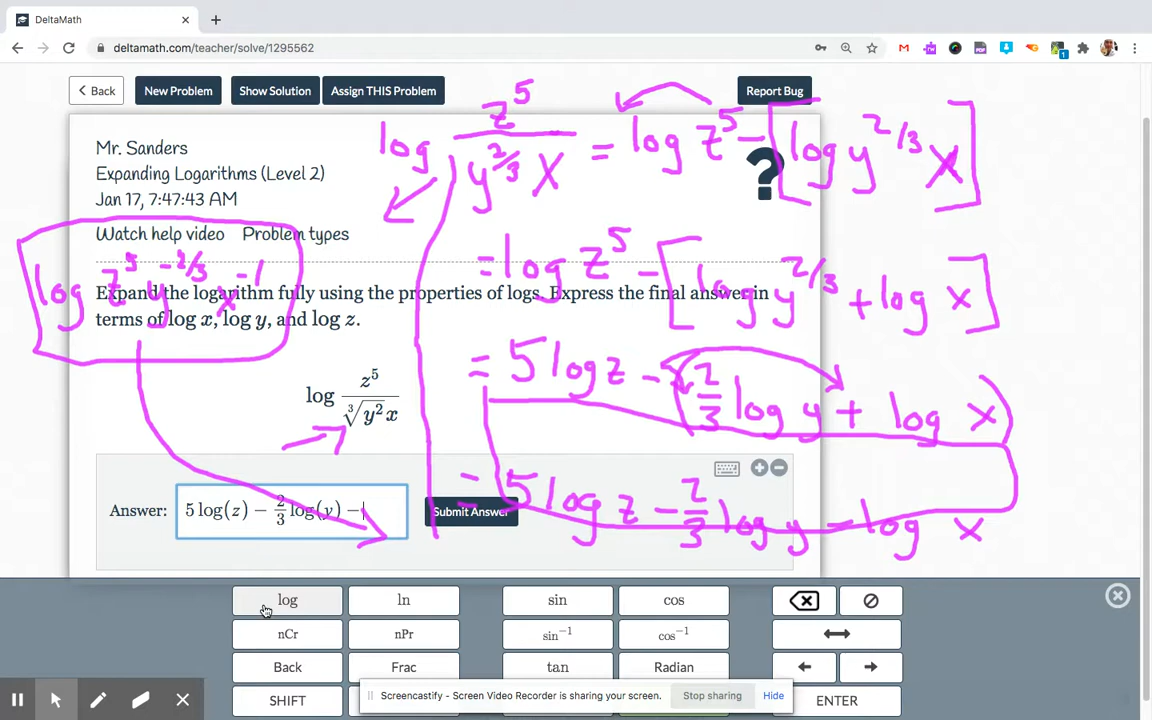 DeltaMath
deltamath.com/teacher/solve/1295562
Back
New Problem
Show Solution
Assign THIS Problem
Report Bug
Mr. Sanders
Expanding Logarithms (Level 2)
Jan 17, 7:47:43 AM
Watch help video Problem types
?
log z^5 / (y^(2/3) x) = log z^5 - [log y^(2/3) x]
= log z^5 - [log y^(2/3) + log x]
log z^5 y^(-2/3) x^(-1)
Expand the logarithm fully using the properties of logs. Express the final answer in
terms of log x, log y, and log z.
log z^5 / (∛(y^2) x)
= 5 log z - (2/3 log y + log x)
= 5 log z - 2/3 log y - log x
Answer: 5 log(z) − 2/3 log(y) −
Submit Answer
log ln sin cos
nCr nPr sin^−1 cos^−1
Back Frac tan Radian
SHIFT ENTER
Screencastify - Screen Video Recorder is sharing your screen. Stop sharing Hide